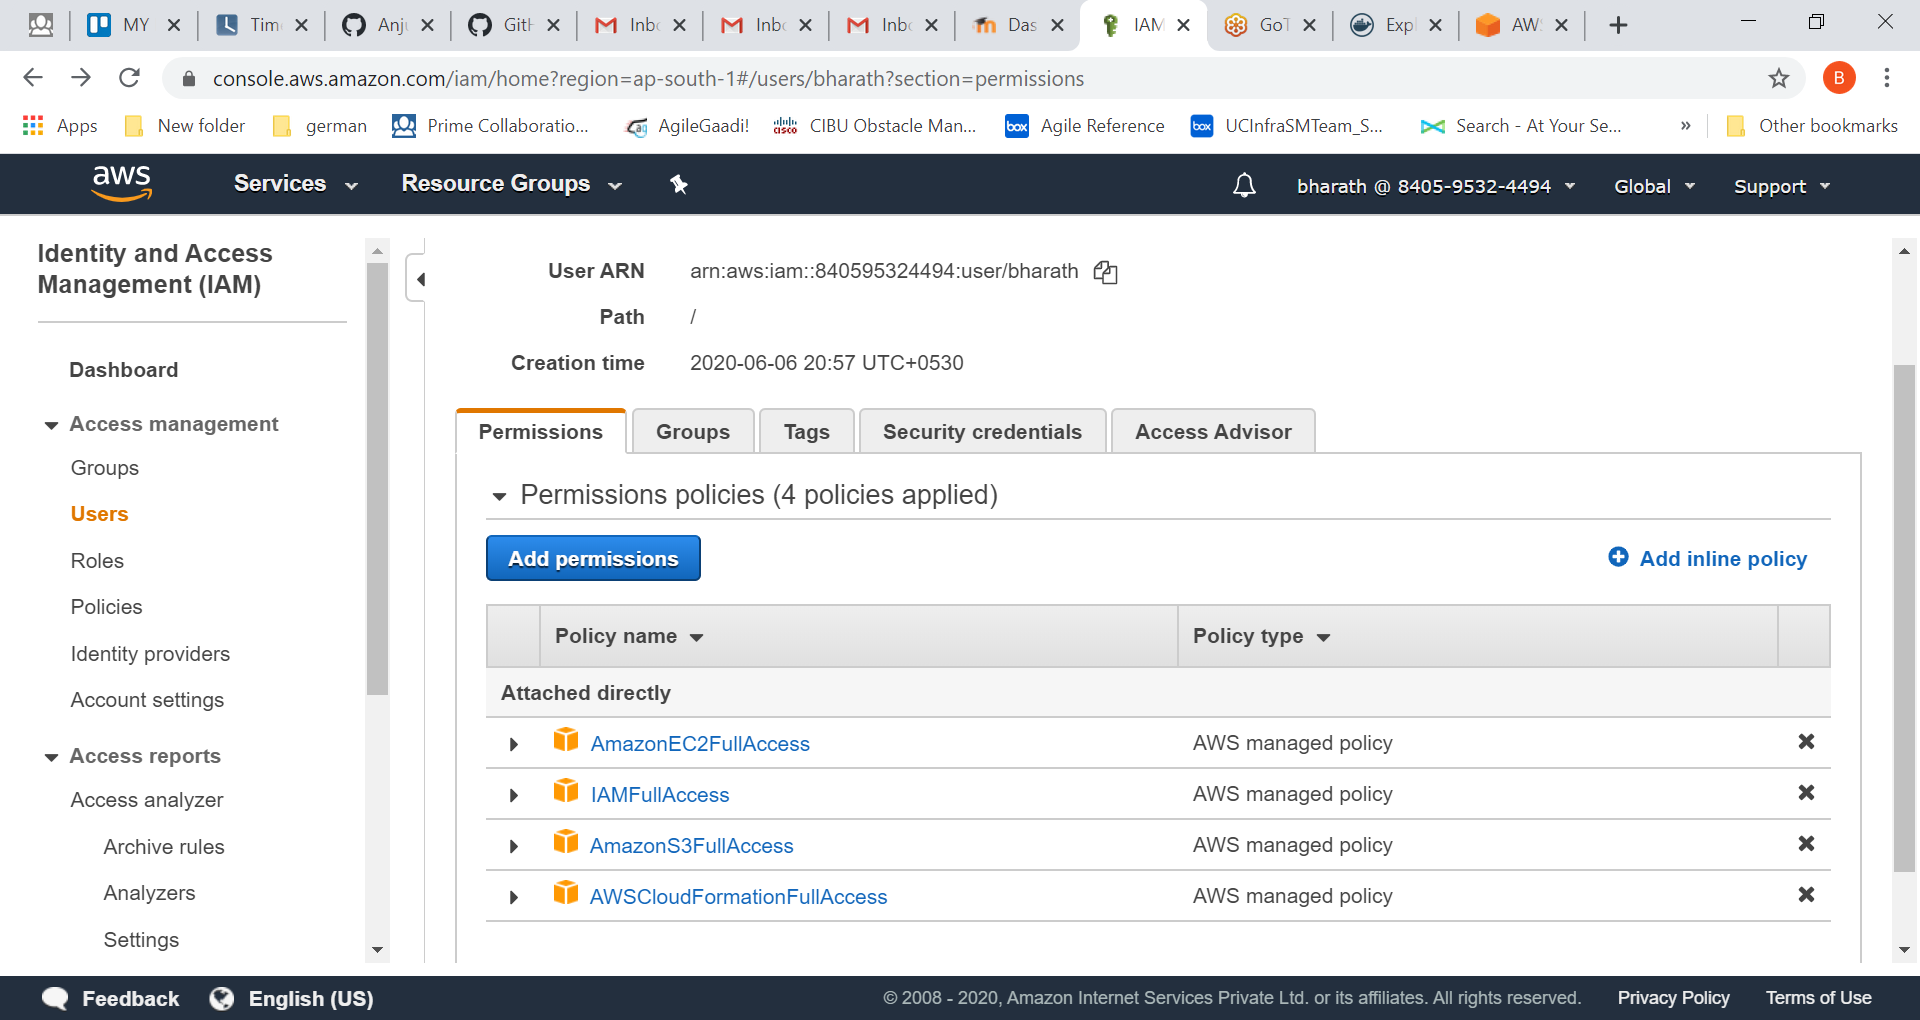 MY Tim Anj Git Inb Inb Inb Das IAM GoT Exp AWS
console.aws.amazon.com/iam/home?region=ap-south-1#/users/bharath?section=permissions B
Apps New folder german Prime Collaboratio... AgileGaadi! CIBU Obstacle Man... Agile Reference UCInfraSMTeam_S... Search - At Your Se... » Other bookmarks
aws Services Resource Groups bharath @ 8405-9532-4494 Global Support
Identity and Access
Management (IAM)
Dashboard
Access management
Groups
Users
Roles
Policies
Identity providers
Account settings
Access reports
Access analyzer
Archive rules
Analyzers
Settings
User ARN arn:aws:iam::840595324494:user/bharath
Path /
Creation time 2020-06-06 20:57 UTC+0530
Permissions Groups Tags Security credentials Access Advisor
Permissions policies (4 policies applied)
Add permissions Add inline policy
Policy name Policy type
Attached directly
AmazonEC2FullAccess AWS managed policy
IAMFullAccess AWS managed policy
AmazonS3FullAccess AWS managed policy
AWSCloudFormationFullAccess AWS managed policy
Feedback English (US) © 2008 - 2020, Amazon Internet Services Private Ltd. or its affiliates. All rights reserved. Privacy Policy Terms of Use